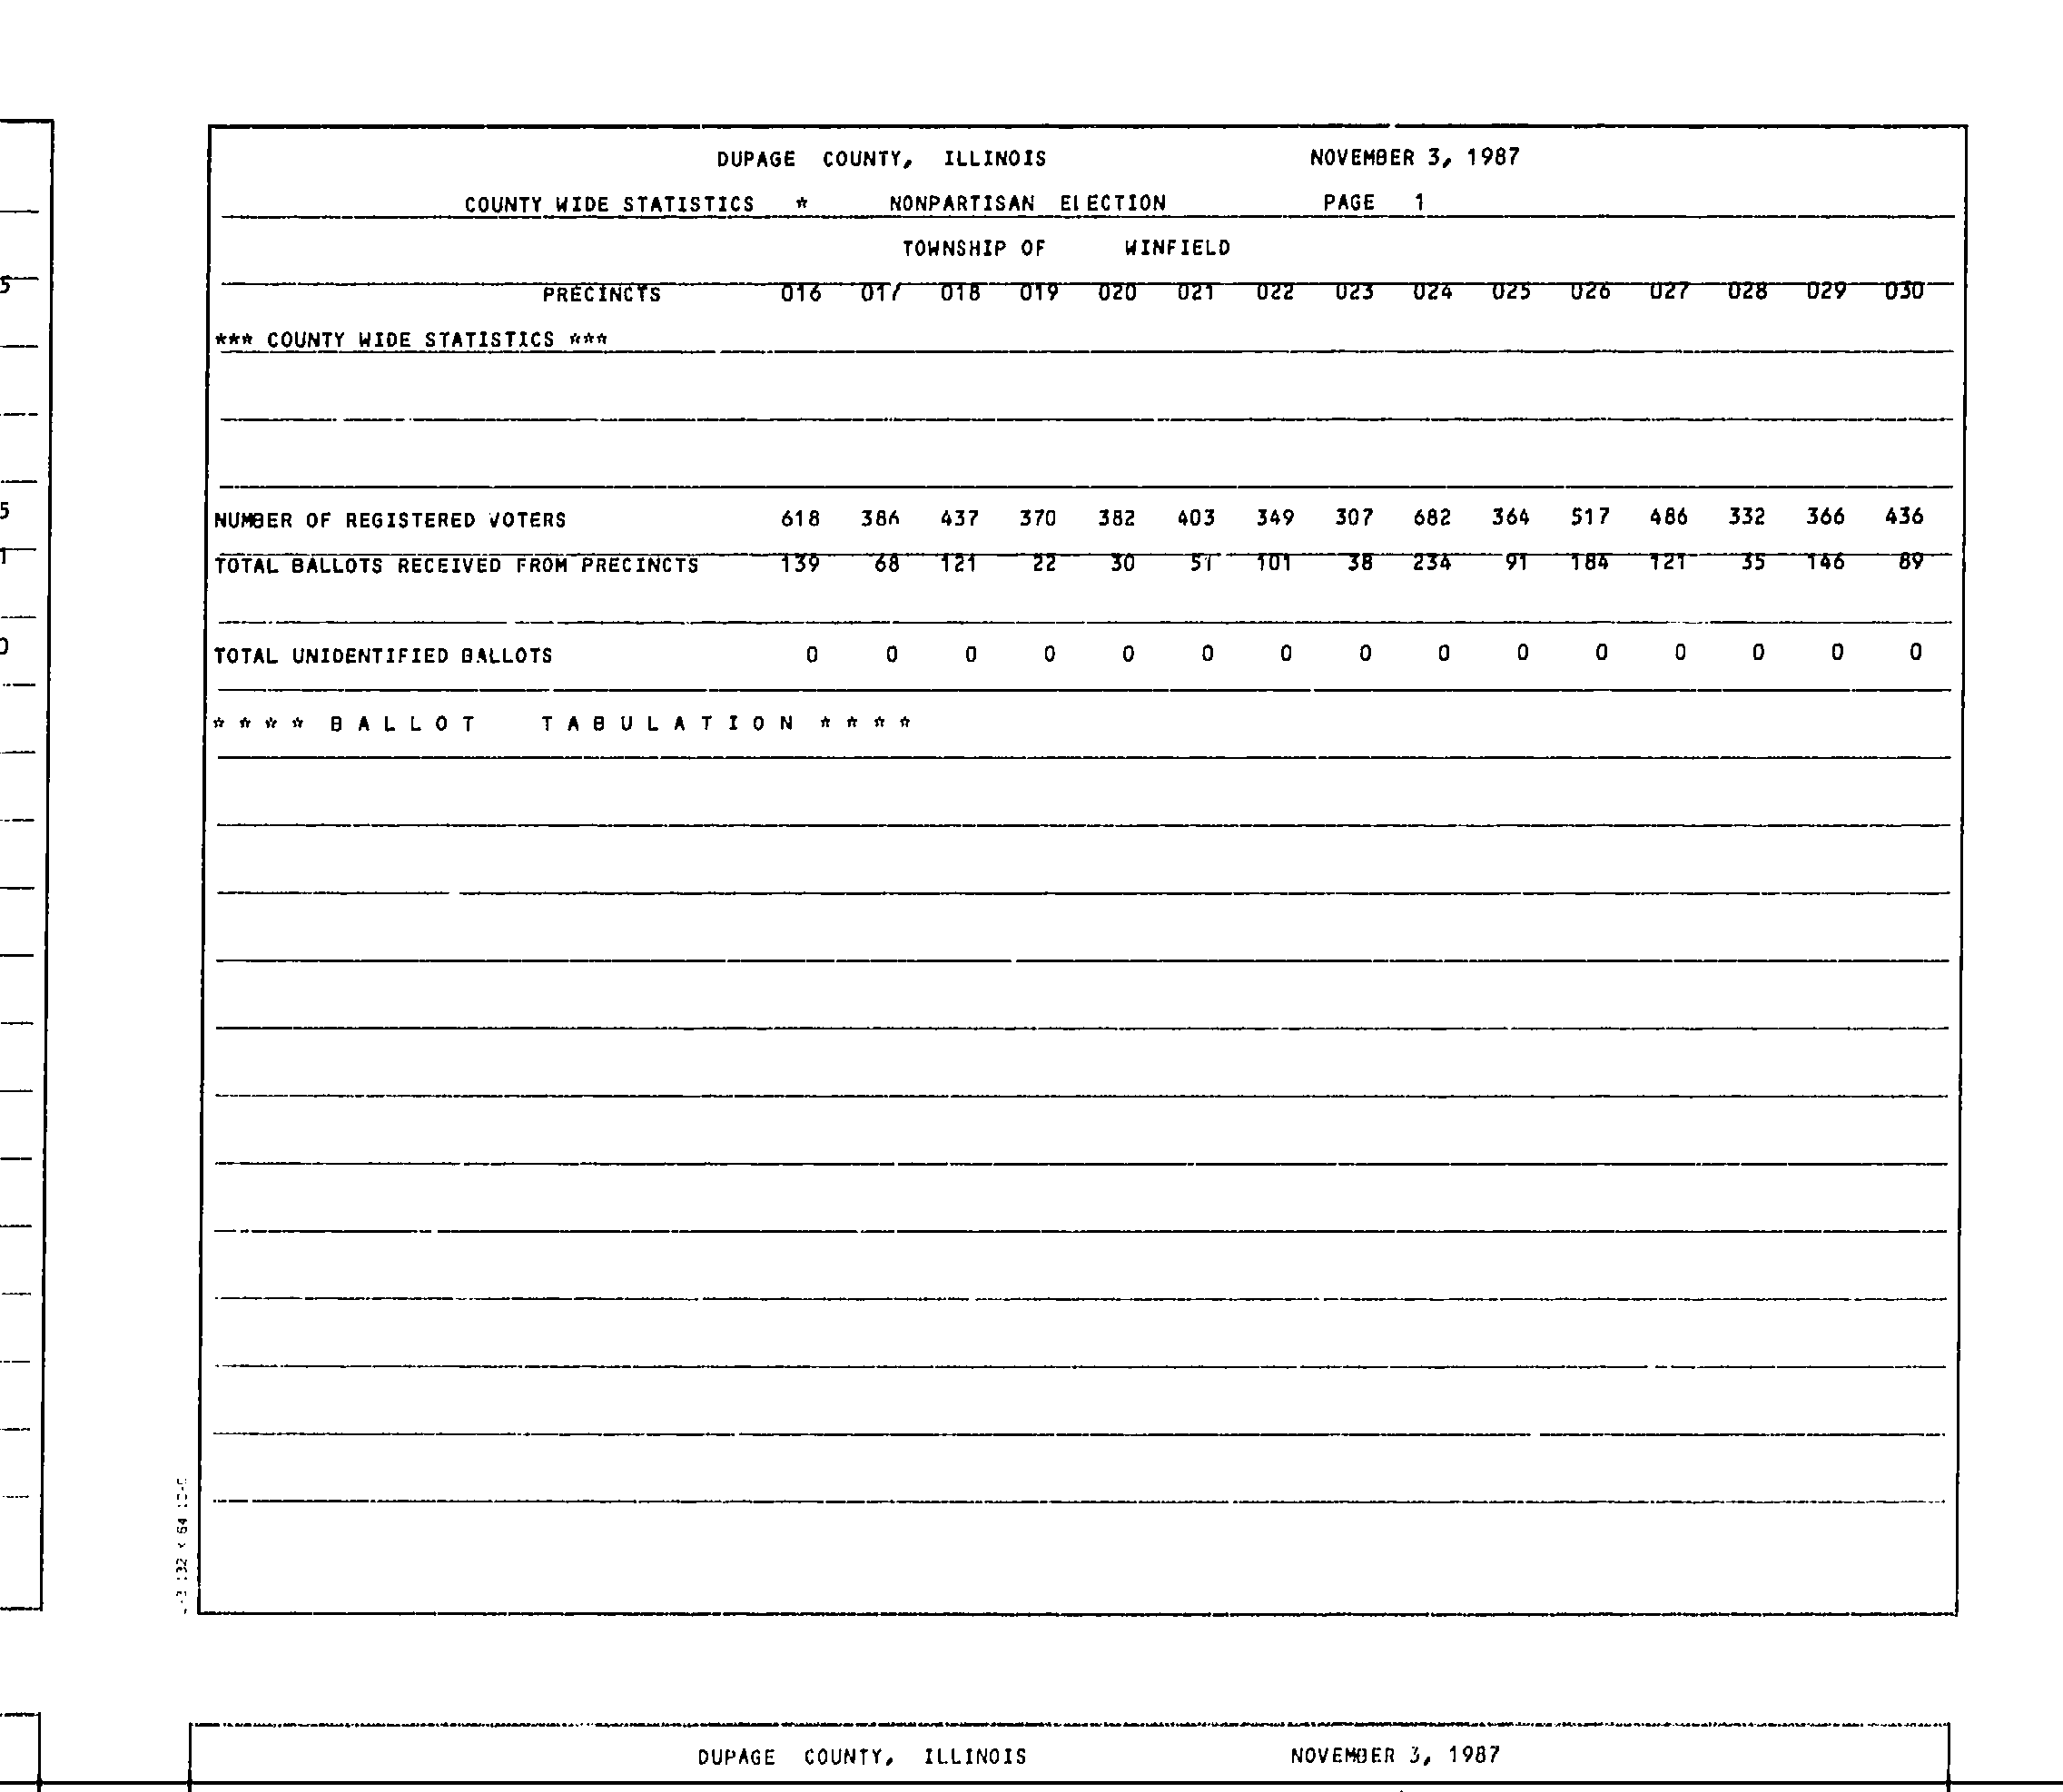 DUPAGE COUNTY, ILLINOIS NOVEMBER 3, 1987
COUNTY WIDE STATISTICS * NONPARTISAN ELECTION PAGE 1
TOWNSHIP OF WINFIELD
PRECINCTS 016 017 018 019 020 021 022 023 024 025 026 027 028 029 030
*** COUNTY WIDE STATISTICS ***
NUMBER OF REGISTERED VOTERS 618 386 437 370 382 403 349 307 682 364 517 486 332 366 436
TOTAL BALLOTS RECEIVED FROM PRECINCTS 139 68 121 22 30 51 101 38 234 91 184 121 35 146 89
TOTAL UNIDENTIFIED BALLOTS 0 0 0 0 0 0 0 0 0 0 0 0 0 0 0
* * * * B A L L O T T A B U L A T I O N * * * *
DUPAGE COUNTY, ILLINOIS NOVEMBER 3, 1987